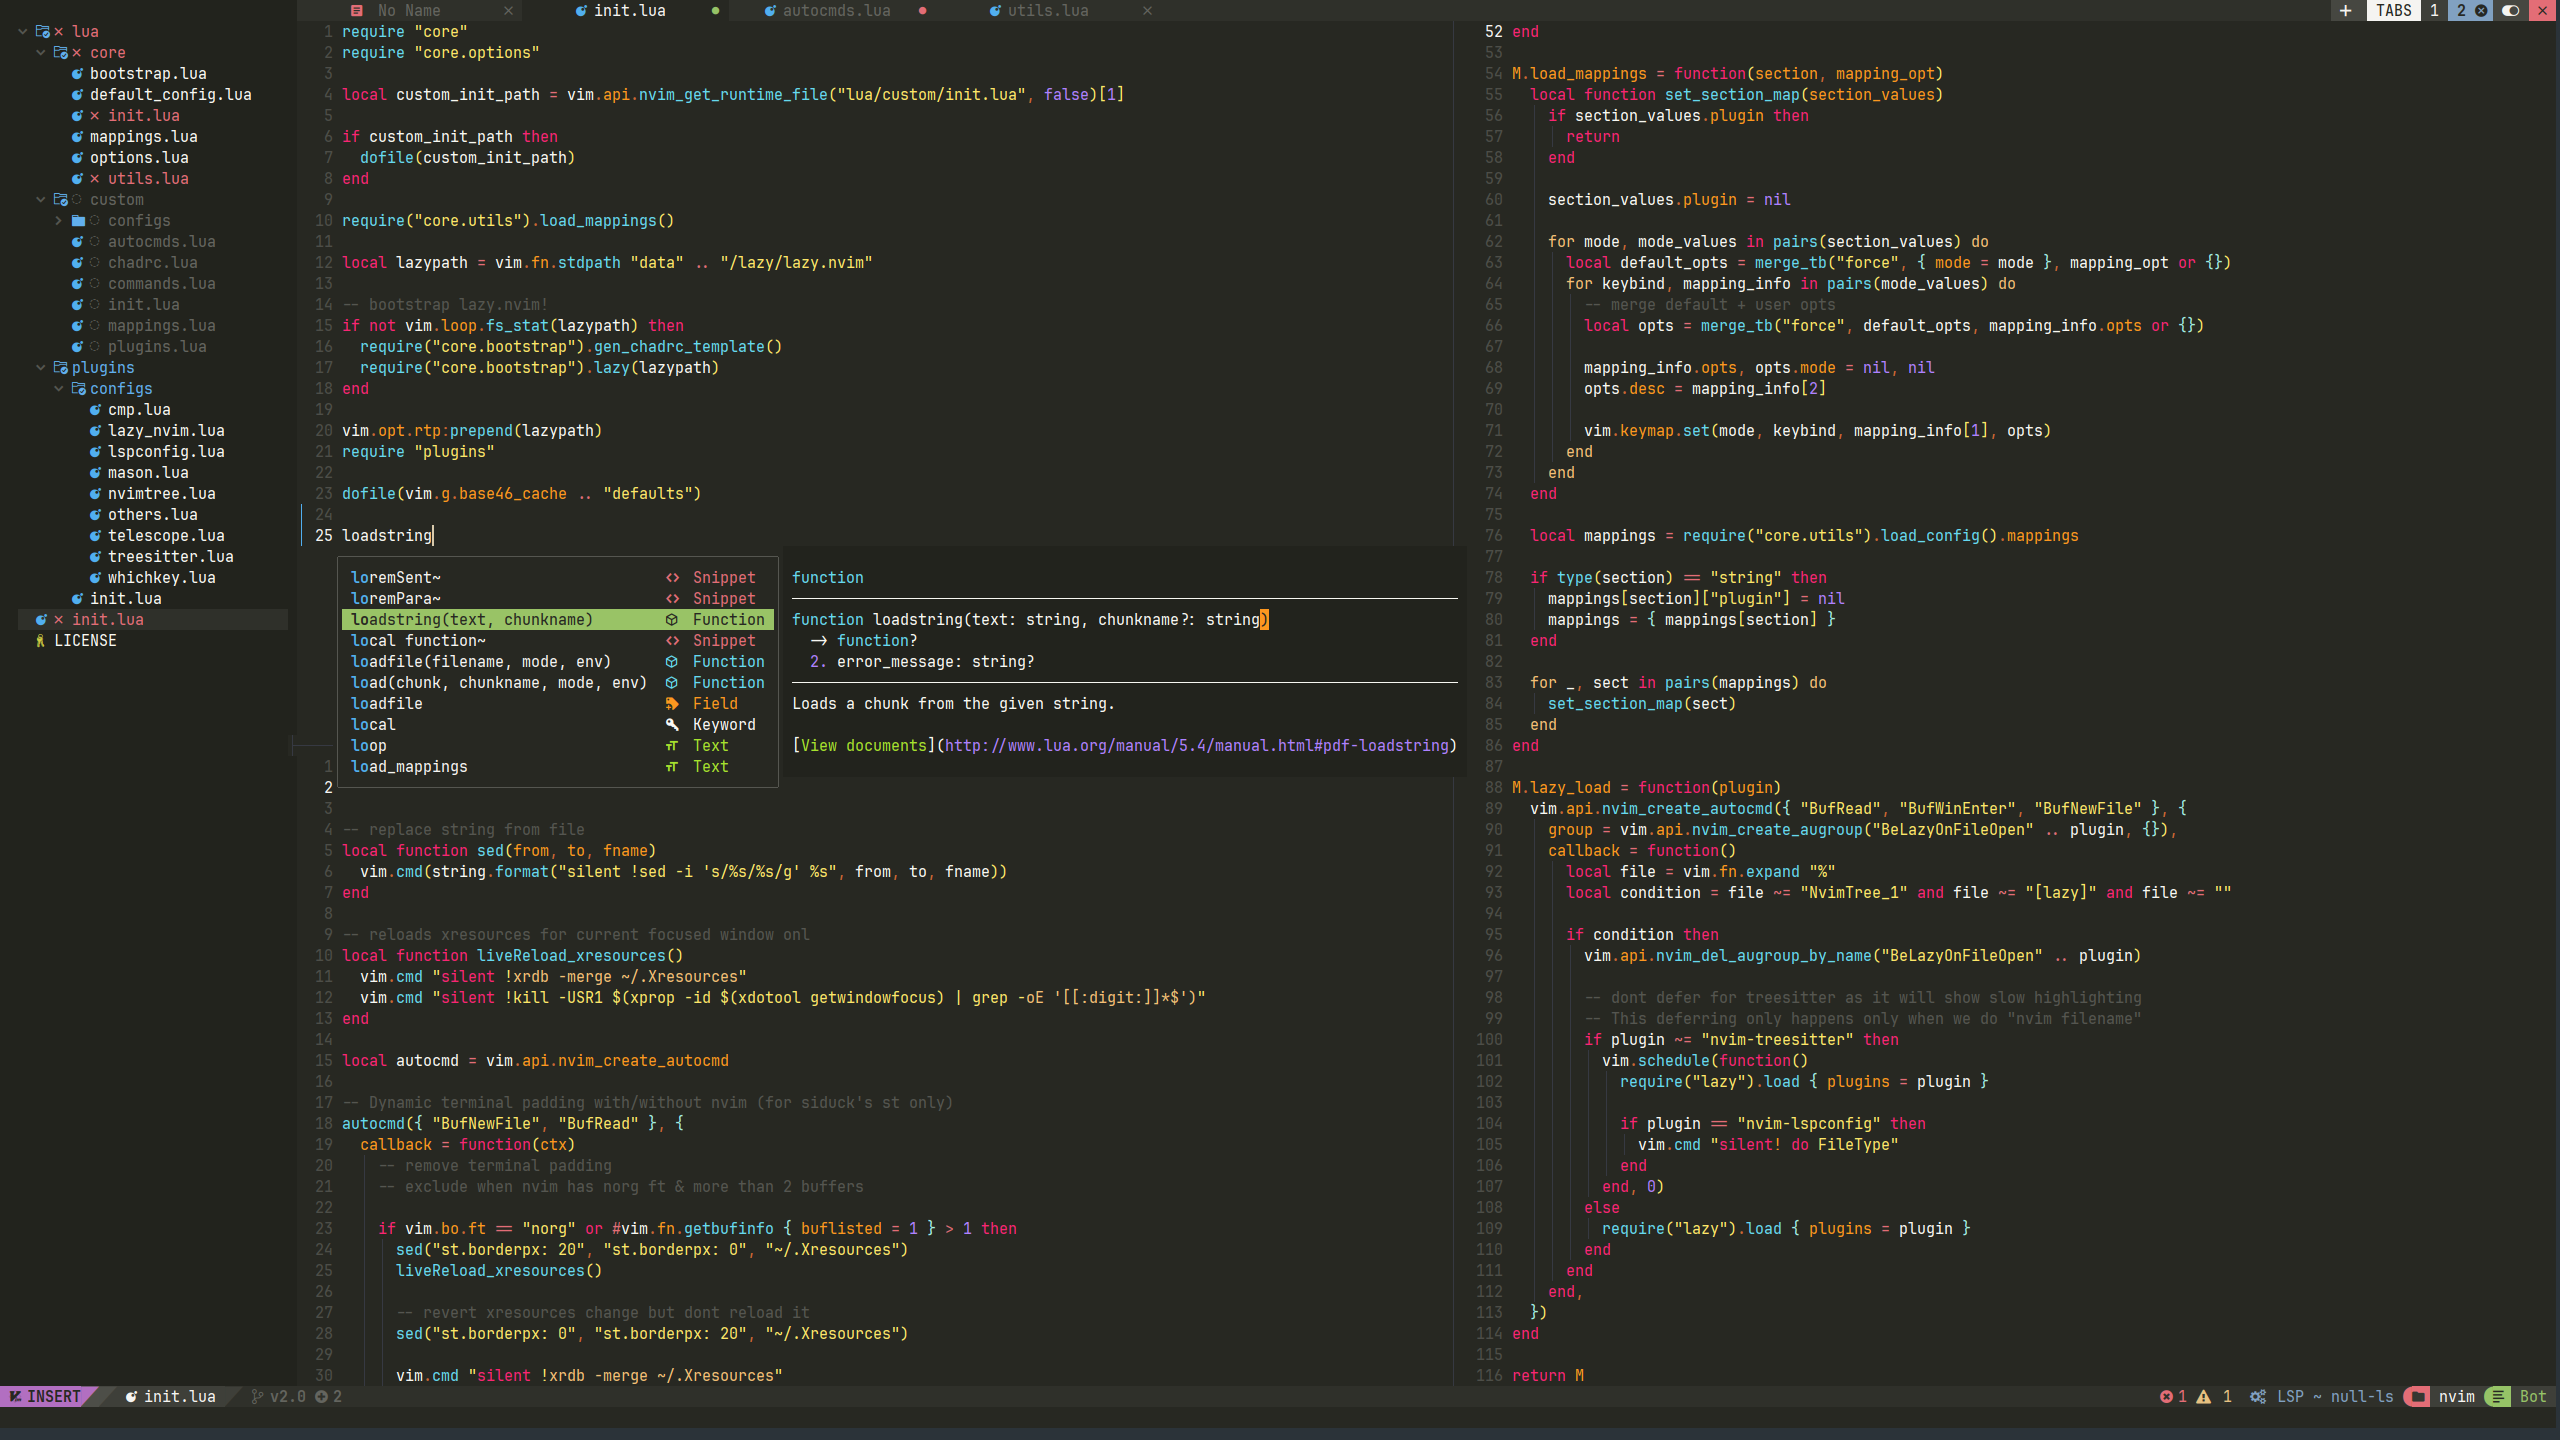 No Name
init.lua
autocmds.lua
utils.lua
+ TABS 1 2
lua
core
bootstrap.lua
default_config.lua
init.lua
mappings.lua
options.lua
utils.lua
custom
configs
autocmds.lua
chadrc.lua
commands.lua
init.lua
mappings.lua
plugins.lua
plugins
configs
cmp.lua
lazy_nvim.lua
lspconfig.lua
mason.lua
nvimtree.lua
others.lua
telescope.lua
treesitter.lua
whichkey.lua
init.lua
init.lua
LICENSE
1 require "core"
2 require "core.options"
3
4 local custom_init_path = vim.api.nvim_get_runtime_file("lua/custom/init.lua", false)[1]
5
6 if custom_init_path then
7   dofile(custom_init_path)
8 end
9
10 require("core.utils").load_mappings()
11
12 local lazypath = vim.fn.stdpath "data" .. "/lazy/lazy.nvim"
13
14 -- bootstrap lazy.nvim!
15 if not vim.loop.fs_stat(lazypath) then
16   require("core.bootstrap").gen_chadrc_template()
17   require("core.bootstrap").lazy(lazypath)
18 end
19
20 vim.opt.rtp:prepend(lazypath)
21 require "plugins"
22
23 dofile(vim.g.base46_cache .. "defaults")
24
25 loadstring
loremSent~ Snippet
loremPara~ Snippet
loadstring(text, chunkname) Function
local function~ Snippet
loadfile(filename, mode, env) Function
load(chunk, chunkname, mode, env) Function
loadfile Field
local Keyword
loop Text
load_mappings Text
function
function loadstring(text: string, chunkname?: string)
  -> function?
  2. error_message: string?
Loads a chunk from the given string.
[View documents](http://www.lua.org/manual/5.4/manual.html#pdf-loadstring)
1
2
3
4 -- replace string from file
5 local function sed(from, to, fname)
6   vim.cmd(string.format("silent !sed -i 's/%s/%s/g' %s", from, to, fname))
7 end
8
9 -- reloads xresources for current focused window onl
10 local function liveReload_xresources()
11   vim.cmd "silent !xrdb -merge ~/.Xresources"
12   vim.cmd "silent !kill -USR1 $(xprop -id $(xdotool getwindowfocus) | grep -oE '[[:digit:]]*$')"
13 end
14
15 local autocmd = vim.api.nvim_create_autocmd
16
17 -- Dynamic terminal padding with/without nvim (for siduck's st only)
18 autocmd({ "BufNewFile", "BufRead" }, {
19   callback = function(ctx)
20     -- remove terminal padding
21     -- exclude when nvim has norg ft & more than 2 buffers
22
23     if vim.bo.ft == "norg" or #vim.fn.getbufinfo { buflisted = 1 } > 1 then
24       sed("st.borderpx: 20", "st.borderpx: 0", "~/.Xresources")
25       liveReload_xresources()
26
27       -- revert xresources change but dont reload it
28       sed("st.borderpx: 0", "st.borderpx: 20", "~/.Xresources")
29
30       vim.cmd "silent !xrdb -merge ~/.Xresources"
52 end
53
54 M.load_mappings = function(section, mapping_opt)
55   local function set_section_map(section_values)
56     if section_values.plugin then
57       return
58     end
59
60     section_values.plugin = nil
61
62     for mode, mode_values in pairs(section_values) do
63       local default_opts = merge_tb("force", { mode = mode }, mapping_opt or {})
64       for keybind, mapping_info in pairs(mode_values) do
65         -- merge default + user opts
66         local opts = merge_tb("force", default_opts, mapping_info.opts or {})
67
68         mapping_info.opts, opts.mode = nil, nil
69         opts.desc = mapping_info[2]
70
71         vim.keymap.set(mode, keybind, mapping_info[1], opts)
72       end
73     end
74   end
75
76   local mappings = require("core.utils").load_config().mappings
77
78   if type(section) == "string" then
79     mappings[section]["plugin"] = nil
80     mappings = { mappings[section] }
81   end
82
83   for _, sect in pairs(mappings) do
84     set_section_map(sect)
85   end
86 end
87
88 M.lazy_load = function(plugin)
89   vim.api.nvim_create_autocmd({ "BufRead", "BufWinEnter", "BufNewFile" }, {
90     group = vim.api.nvim_create_augroup("BeLazyOnFileOpen" .. plugin, {}),
91     callback = function()
92       local file = vim.fn.expand "%"
93       local condition = file ~= "NvimTree_1" and file ~= "[lazy]" and file ~= ""
94
95       if condition then
96         vim.api.nvim_del_augroup_by_name("BeLazyOnFileOpen" .. plugin)
97
98         -- dont defer for treesitter as it will show slow highlighting
99         -- This deferring only happens only when we do "nvim filename"
100         if plugin ~= "nvim-treesitter" then
101           vim.schedule(function()
102             require("lazy").load { plugins = plugin }
103
104             if plugin == "nvim-lspconfig" then
105               vim.cmd "silent! do FileType"
106             end
107           end, 0)
108         else
109           require("lazy").load { plugins = plugin }
110         end
111       end
112     end,
113   })
114 end
115
116 return M
INSERT init.lua v2.0 2
1 1 LSP ~ null-ls nvim Bot